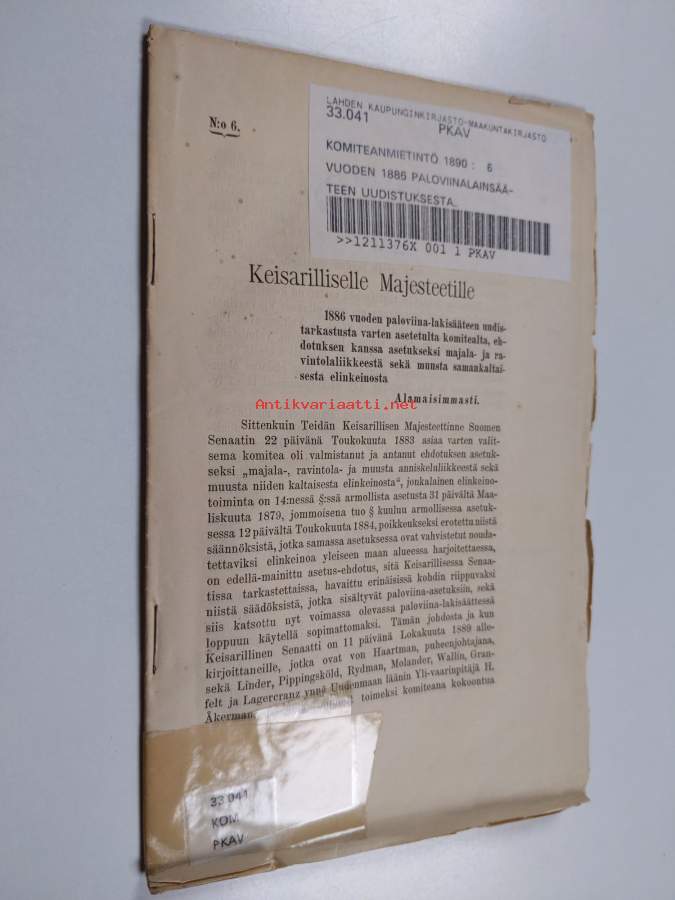 N:o 6.
LAHDEN KAUPUNGINKIRJASTO-MAAKUNTAKIRJASTO
33.041 PKAV
KOMITEANMIETINTÖ 1890 : 6
VUODEN 1886 PALOVIINALAINSÄÄ-
TEEN UUDISTUKSESTA.
>>1211376X 001 1 PKAV
Keisarilliselle Majesteetille
1886 vuoden paloviina-lakisääteen uudis-
tarkastusta varten asetetulta komitealta, eh-
dotuksen kanssa asetukseksi majala- ja ra-
vintolaliikkeestä sekä muusta samankaltai-
sesta elinkeinosta
Alamaisimmasti.
Antikvariaatti.net
Sittenkuin Teidän Keisarillisen Majesteettinne Suomen
Senaatin 22 päivänä Toukokuuta 1883 asiaa varten valit-
sema komitea oli valmistanut ja antanut ehdotuksen asetuk-
seksi „majala-, ravintola- ja muusta anniskeluliikkeestä sekä
muusta niiden kaltaisesta elinkeinosta“, jonkalainen elinkeino-
toiminta on 14:nessä §:ssä armollista asetusta 31 päivältä Maa-
liskuuta 1879, jommoisena tuo § kuuluu armollisessa asetuk-
sessa 12 päivältä Toukokuuta 1884, poikkeukseksi erotettu niistä
säännöksistä, jotka samassa asetuksessa ovat vahvistetut nouda-
tettaviksi elinkeinoa yleiseen maan alueessa harjoitettaessa,
on edellä-mainittu asetus-ehdotus, sitä Keisarillisessa Senaa-
tissa tarkastettaissa, havaittu erinäisissä kohdin riippuvaksi
niistä säädöksistä, jotka sisältyvät paloviina-asetuksiin, sekä
siis katsottu nyt voimassa olevassa paloviina-lakisäättessä
loppuun käytellä sopimattomaksi. Tämän johdosta ja kun
Keisarillinen Senaatti on 11 päivänä Lokakuuta 1889 alle-
kirjoittaneille, jotka ovat von Haartman, puheenjohtajana,
sekä Linder, Pippingsköld, Rydman, Molander, Wallin, Gran-
felt ja Lagercranz ynnä Uudenmaan läänin Yli-vaarinpitäjä H.
Åkerman, toimeksi komiteana kokoontua
33.041
KOM.
PKAV